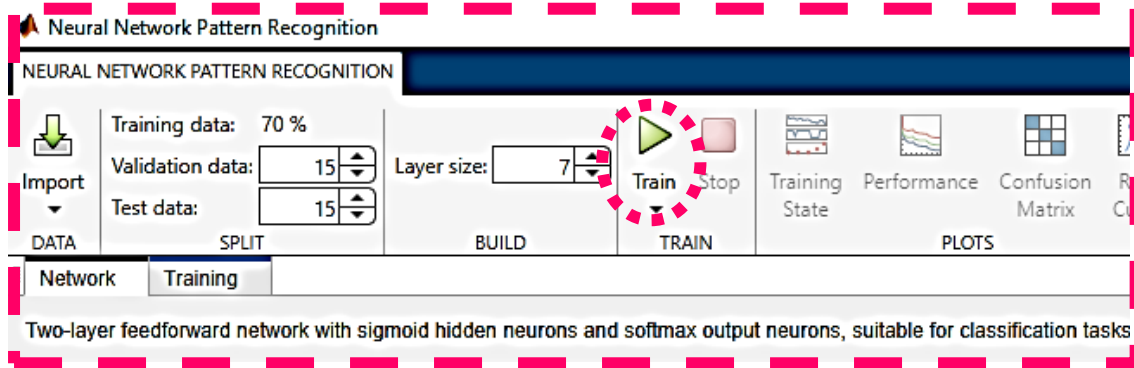 Neural Network Pattern Recognition
NEURAL NETWORK PATTERN RECOGNITION
Import
DATA
Training data: 70 %
Validation data: 15
Test data: 15
SPLIT
Layer size: 7
BUILD
Train
Stop
TRAIN
Training
State
Performance
Confusion
Matrix
PLOTS
Network
Training
Two-layer feedforward network with sigmoid hidden neurons and softmax output neurons, suitable for classification tasks